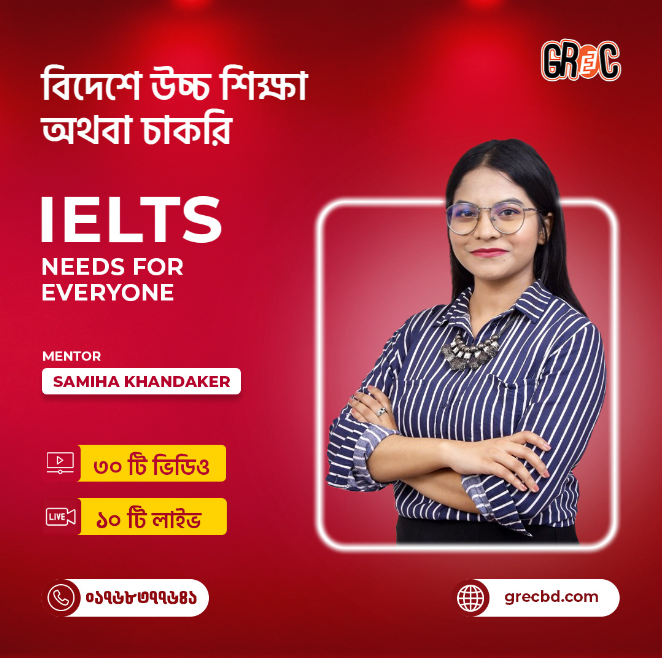 GREC
বিদেশে উচ্চ শিক্ষা
অথবা চাকরি
IELTS
NEEDS FOR
EVERYONE
MENTOR
SAMIHA KHANDAKER
৩০ টি ভিডিও
LIVE
১০ টি লাইভ
০১৭৬৮৩৭৭৬৪১
grecbd.com